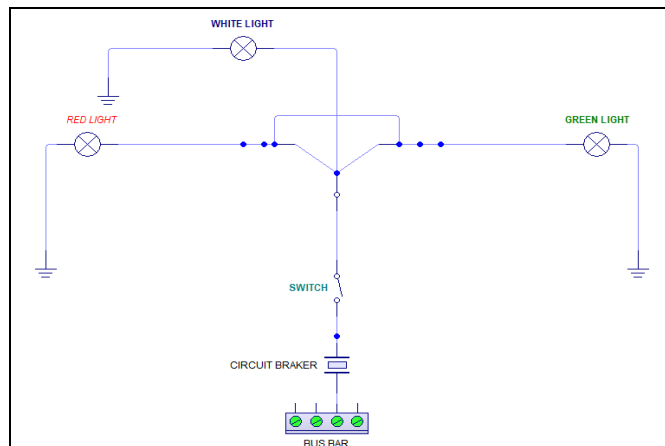 WHITE LIGHT
RED LIGHT
GREEN LIGHT
SWITCH
CIRCUIT BRAKER
BUS BAR